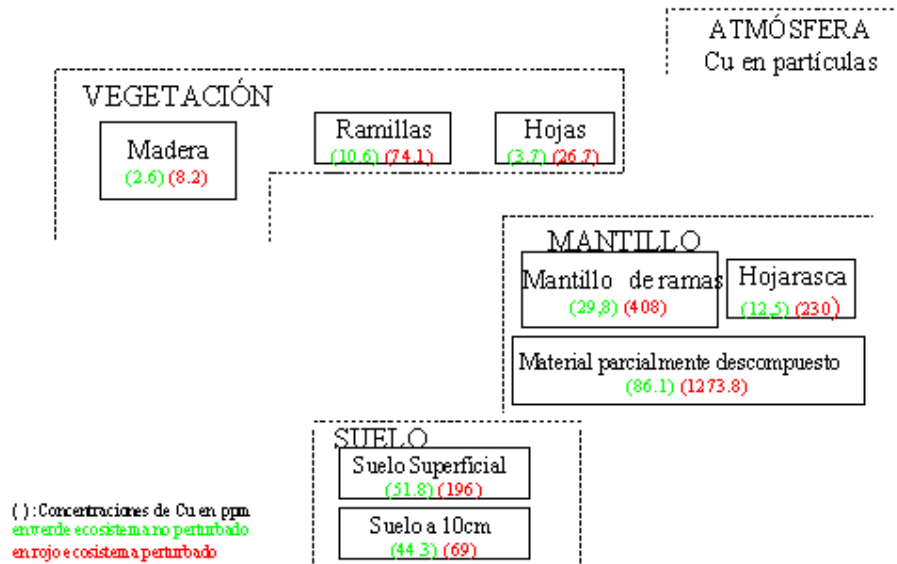 ATMÓSFERA
Cu en partículas
VEGETACIÓN
Madera
(2.6) (8.2)
Ramillas
(10.6) (74.1)
Hojas
(3.7) (26.7)
MANTILLO
Mantillo de ramas
(29,8) (408)
Hojarasca
(12,5) (230)
Material parcialmente descompuesto
(86.1) (1273.8)
SUELO
Suelo Superficial
(51.8) (196)
Suelo a 10cm
(44.3) (69)
( ):Concentraciones de Cu en ppm
en verde ecosistema no perturbado
en rojo ecosistema perturbado